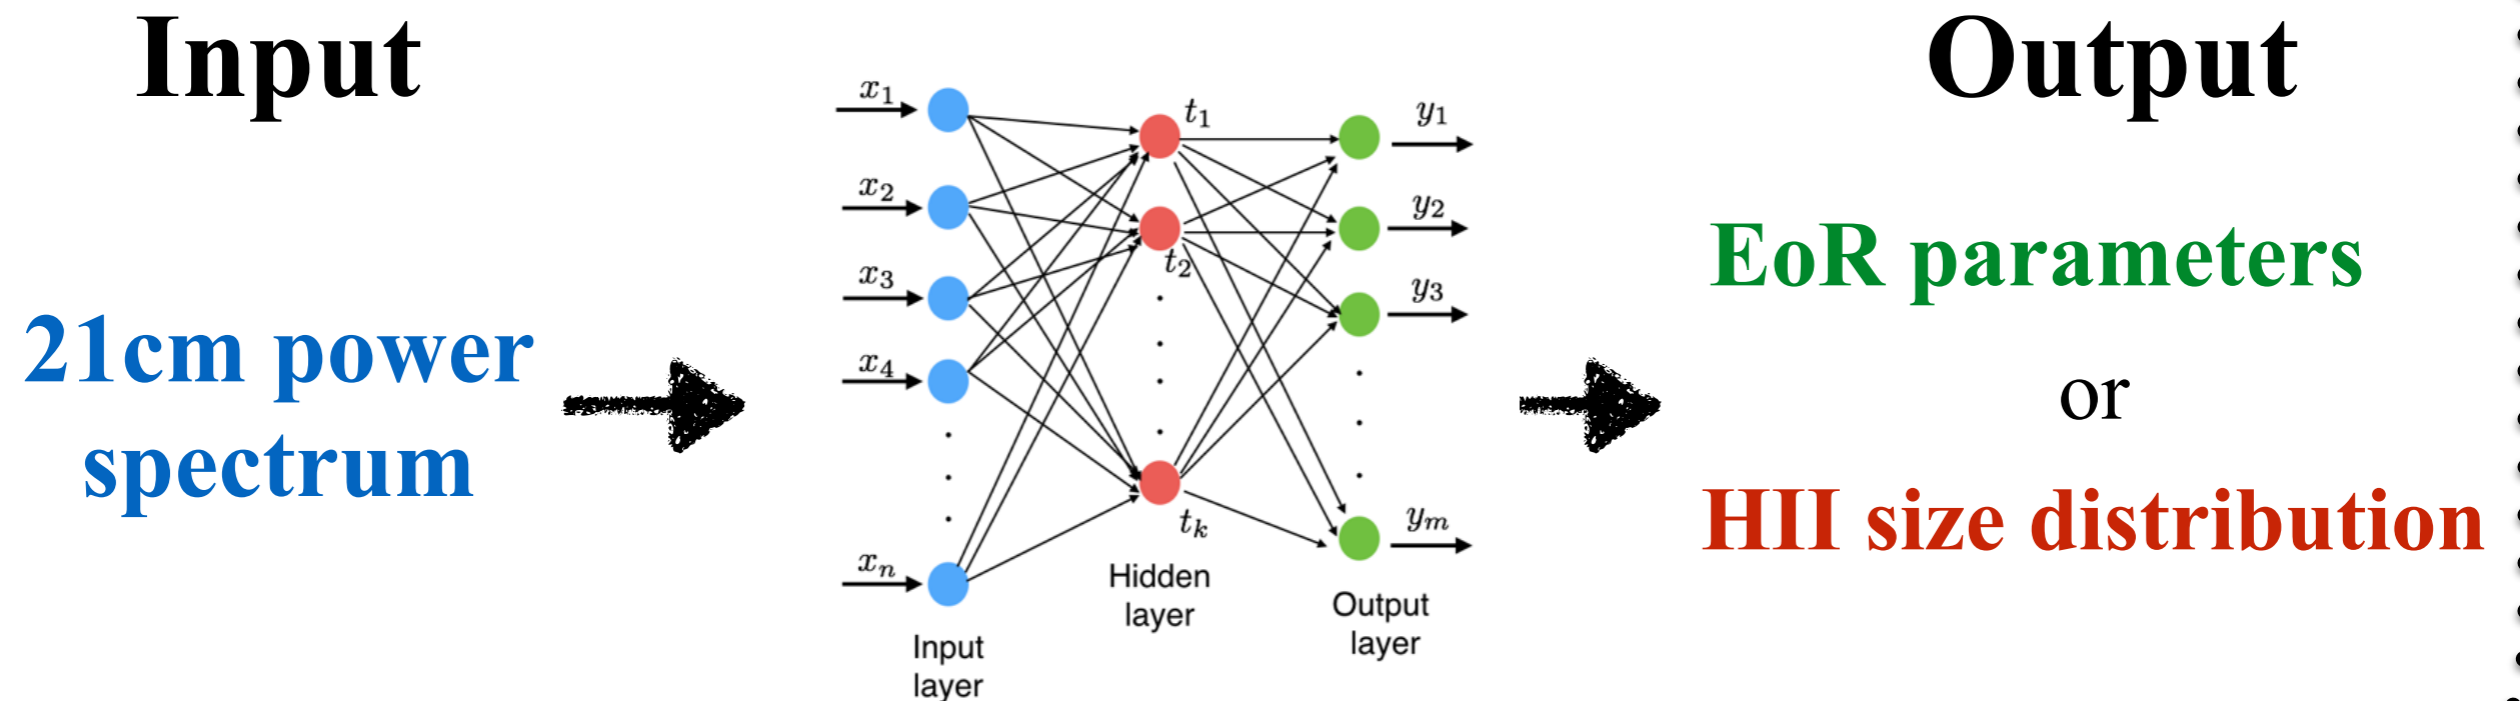 Input
21cm power
spectrum
x₁
x₂
x₃
x₄
xₙ
Input
layer
t₁
t₂
tₖ
Hidden
layer
y₁
y₂
y₃
yₘ
Output
layer
Output
EoR parameters
or
HII size distribution